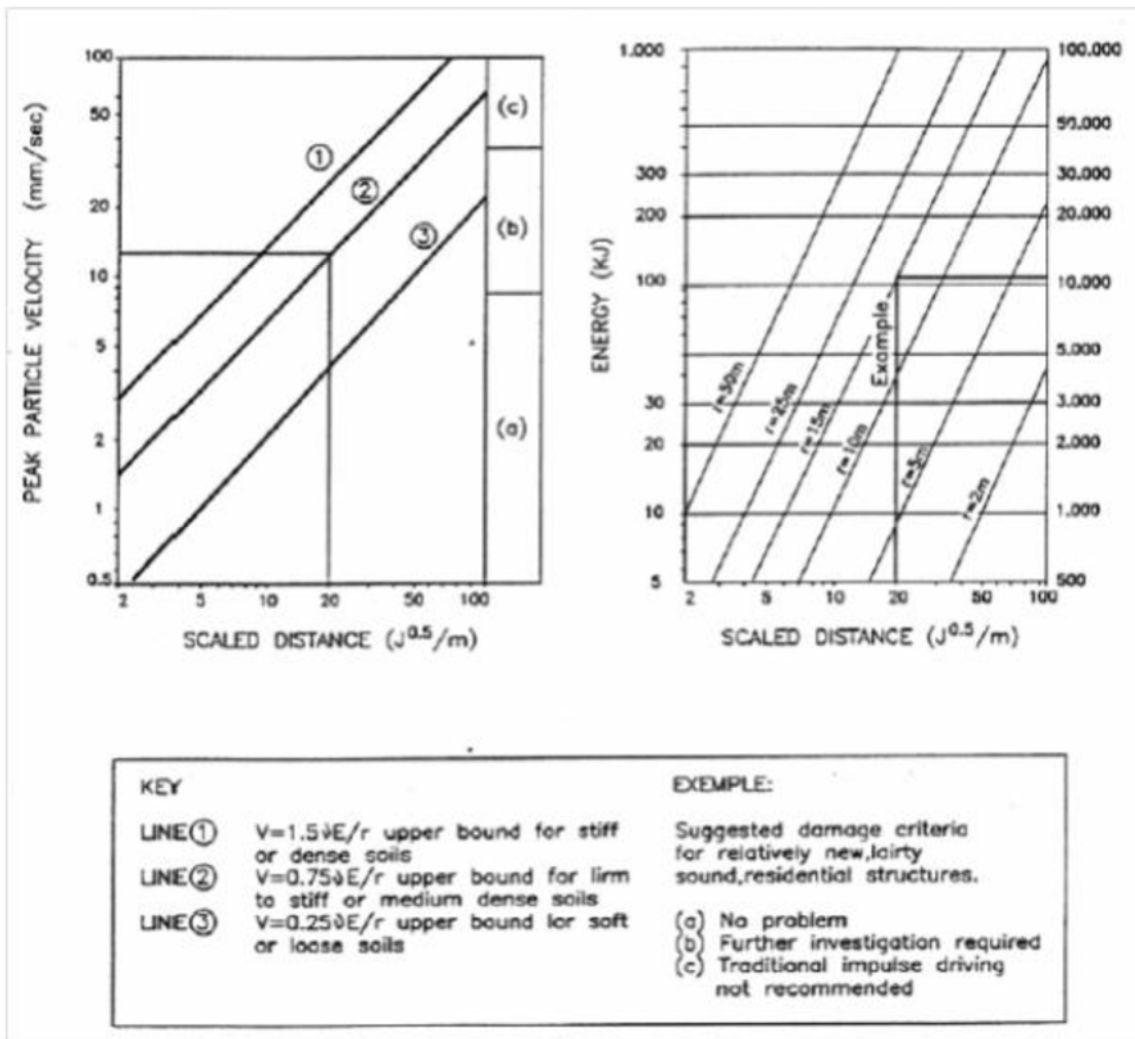 PEAK PARTICLE VELOCITY (mm/sec)
100
50
20
10
5
2
1
0.5
2 5 10 20 50 100
SCALED DISTANCE (J0.5/m)
①
②
③
(c)
(b)
(a)
ENERGY (KJ)
1.000
500
300
200
100
50
30
20
10
5
100.000
50.000
30.000
20.000
10.000
5.000
3.000
2.000
1.000
500
r=50m
r=25m
r=15m
r=10m
r=5m
r=2m
Example
2 5 10 20 50 100
SCALED DISTANCE (J0.5/m)
KEY
LINE① V=1.5√E/r upper bound for stiff
or dense soils
LINE② V=0.75√E/r upper bound for lirm
to stiff or medium dense soils
LINE③ V=0.25√E/r upper bound lor soft
or loose soils
EXEMPLE:
Suggested damage criteria
for relatively new,lairty
sound,residential structures.
(a) No problem
(b) Further investigation required
(c) Traditional impulse driving
not recommended